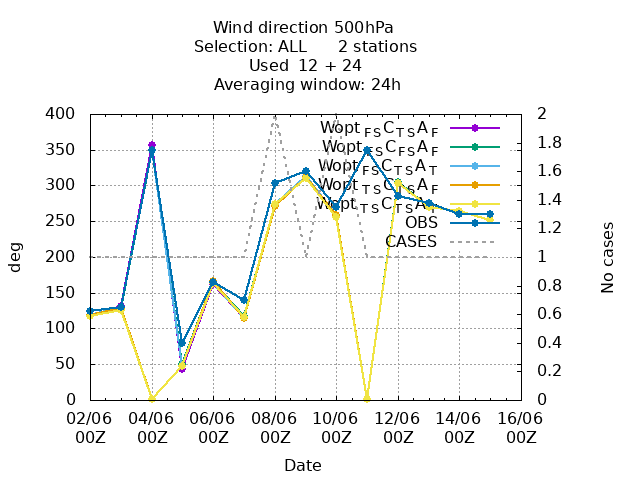 Wind direction 500hPa
Selection: ALL 2 stations
Used 12 + 24
Averaging window: 24h
deg
400
350
300
250
200
150
100
50
0
Wopt FS C TS A F
Wopt FS C FS A F
Wopt FS C TS A T
Wopt TS C FS A F
Wopt TS C TS A
OBS
CASES
2
1.8
1.6
1.4
1.2
1
0.8
0.6
0.4
0.2
0
No cases
02/06 04/06 06/06 08/06 10/06 12/06 14/06 16/06
00Z 00Z 00Z 00Z 00Z 00Z 00Z 00Z
Date